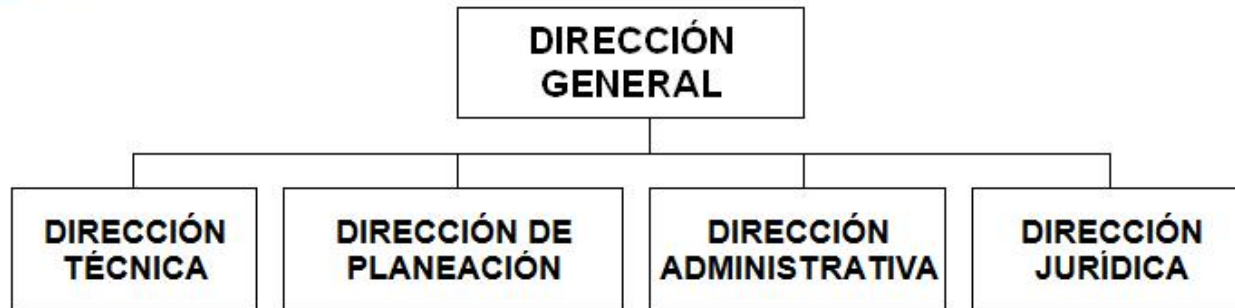 DIRECCIÓN
GENERAL
DIRECCIÓN
TÉCNICA
DIRECCIÓN DE
PLANEACIÓN
DIRECCIÓN
ADMINISTRATIVA
DIRECCIÓN
JURÍDICA